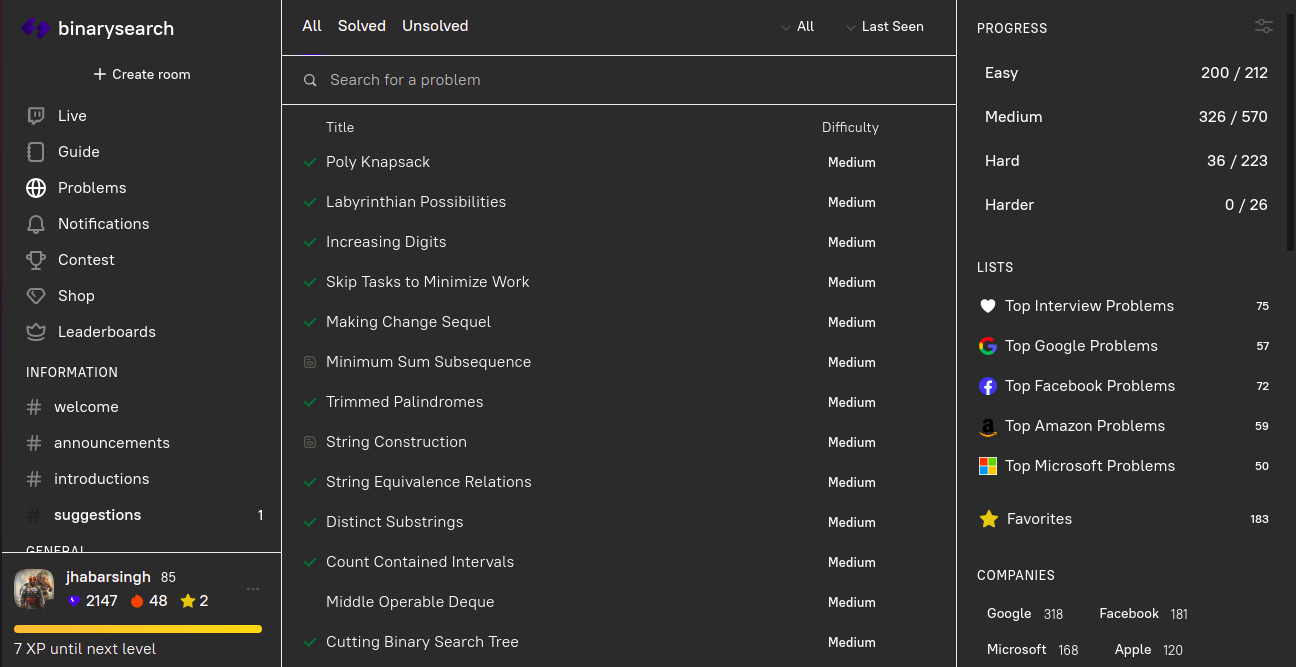 binarysearch
Create room
Live
Guide
Problems
Notifications
Contest
Shop
Leaderboards
INFORMATION
# welcome
# announcements
# introductions
# suggestions 1
GENERAL
jhabarsingh 85
2147 48 2
7 XP until next level
All Solved Unsolved All Last Seen
Search for a problem
Title Difficulty
Poly Knapsack Medium
Labyrinthian Possibilities Medium
Increasing Digits Medium
Skip Tasks to Minimize Work Medium
Making Change Sequel Medium
Minimum Sum Subsequence Medium
Trimmed Palindromes Medium
String Construction Medium
String Equivalence Relations Medium
Distinct Substrings Medium
Count Contained Intervals Medium
Middle Operable Deque Medium
Cutting Binary Search Tree Medium
PROGRESS
Easy 200 / 212
Medium 326 / 570
Hard 36 / 223
Harder 0 / 26
LISTS
Top Interview Problems 75
Top Google Problems 57
Top Facebook Problems 72
Top Amazon Problems 59
Top Microsoft Problems 50
Favorites 183
COMPANIES
Google 318 Facebook 181
Microsoft 168 Apple 120